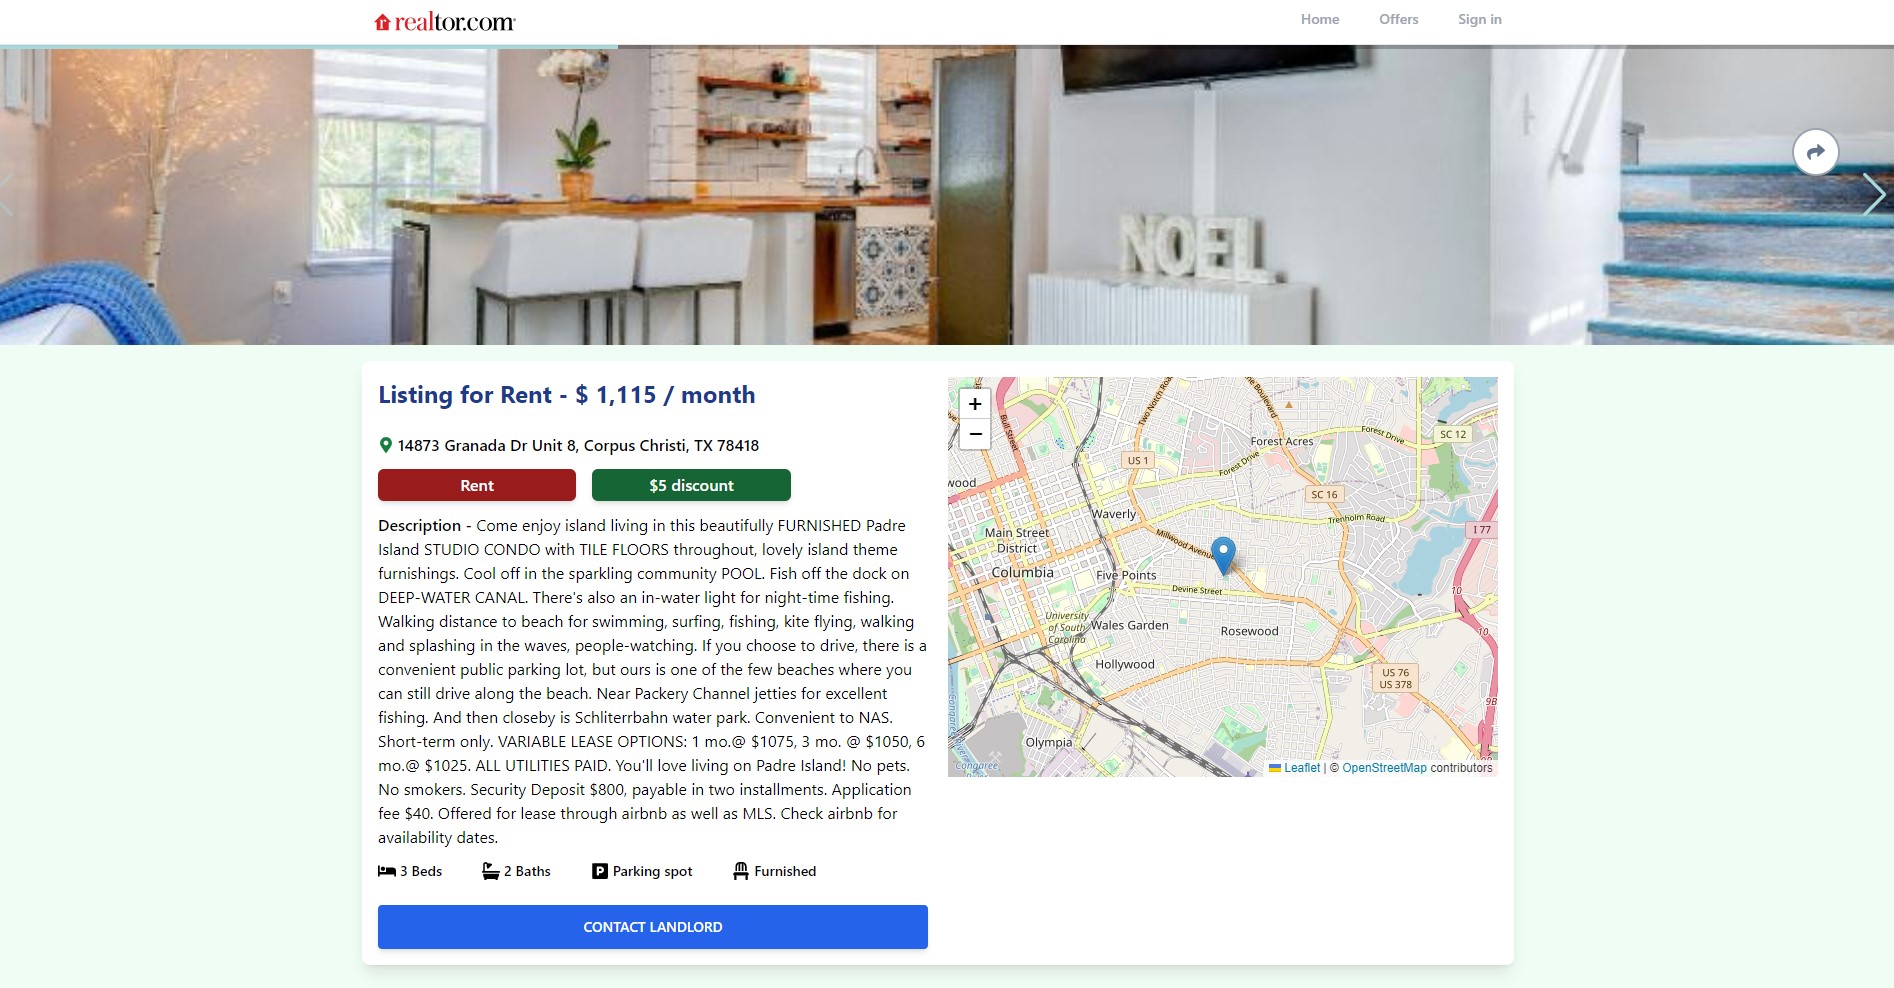 realtor.com
Home
Offers
Sign in
NOEL
Listing for Rent - $ 1,115 / month
14873 Granada Dr Unit 8, Corpus Christi, TX 78418
Rent
$5 discount
Description - Come enjoy island living in this beautifully FURNISHED Padre
Island STUDIO CONDO with TILE FLOORS throughout, lovely island theme
furnishings. Cool off in the sparkling community POOL. Fish off the dock on
DEEP-WATER CANAL. There's also an in-water light for night-time fishing.
Walking distance to beach for swimming, surfing, fishing, kite flying, walking
and splashing in the waves, people-watching. If you choose to drive, there is a
convenient public parking lot, but ours is one of the few beaches where you
can still drive along the beach. Near Packery Channel jetties for excellent
fishing. And then closeby is Schliterrbahn water park. Convenient to NAS.
Short-term only. VARIABLE LEASE OPTIONS: 1 mo.@ $1075, 3 mo. @ $1050, 6
mo.@ $1025. ALL UTILITIES PAID. You'll love living on Padre Island! No pets.
No smokers. Security Deposit $800, payable in two installments. Application
fee $40. Offered for lease through airbnb as well as MLS. Check airbnb for
availability dates.
3 Beds
2 Baths
P
Parking spot
Furnished
CONTACT LANDLORD
+
−
Bull Street
Two Notch Road
Boulevard
Forest Acres
Forest Drive
SC 12
US 1
Forest Drive
wood
SC 16
Waverly
Trenholm Road
I 77
Main Street
District
Millwood Avenue
Columbia
Five Points
Devine Street
10
University
of South
Carolina
Wales Garden
Rosewood
10
Hollywood
US 76
US 378
9B
Olympia
Congaree
Leaflet | © OpenStreetMap contributors